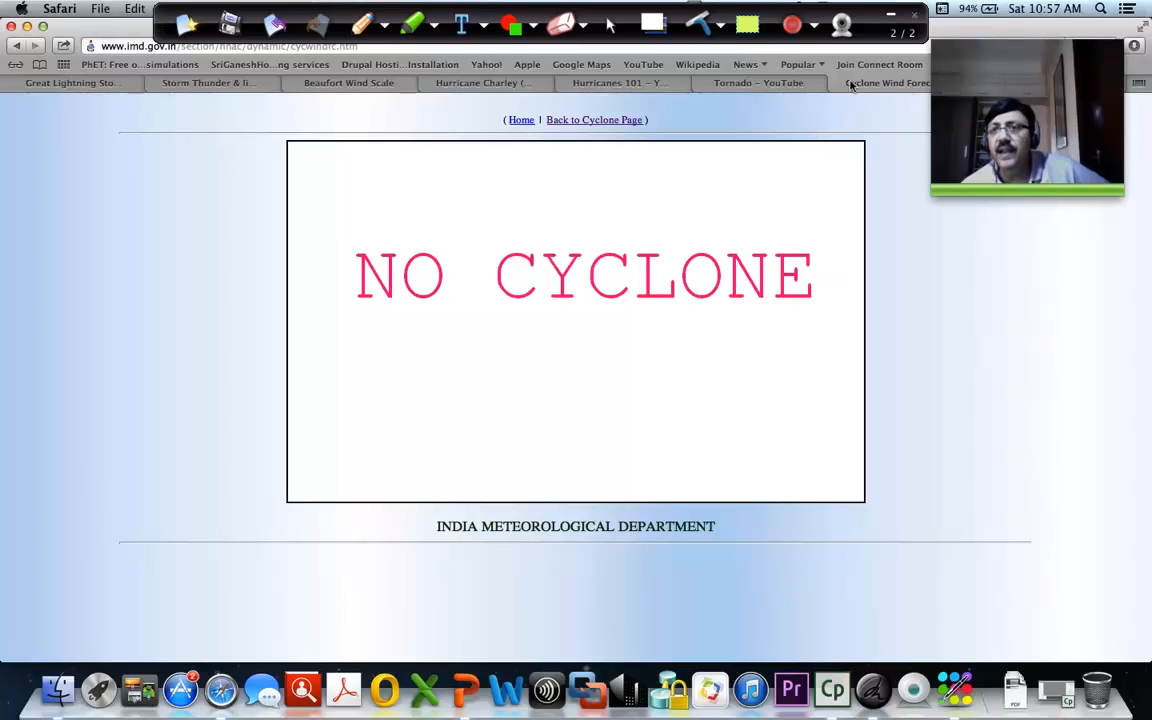 Safari File Edit 94% Sat 10:57 AM
2 / 2
www.imd.gov.in/section/nhac/dynamic/cycwindfc.htm
PhET: Free o...simulations SriGaneshHo...ng services Drupal Hosti...Installation Yahoo! Apple Google Maps YouTube Wikipedia News Popular Join Connect Room
Great Lightning Sto... Storm Thunder & li... Beaufort Wind Scale Hurricane Charley (... Hurricanes 101 - Y... Tornado - YouTube Cyclone Wind Forec
( Home | Back to Cyclone Page )
NO CYCLONE
INDIA METEOROLOGICAL DEPARTMENT